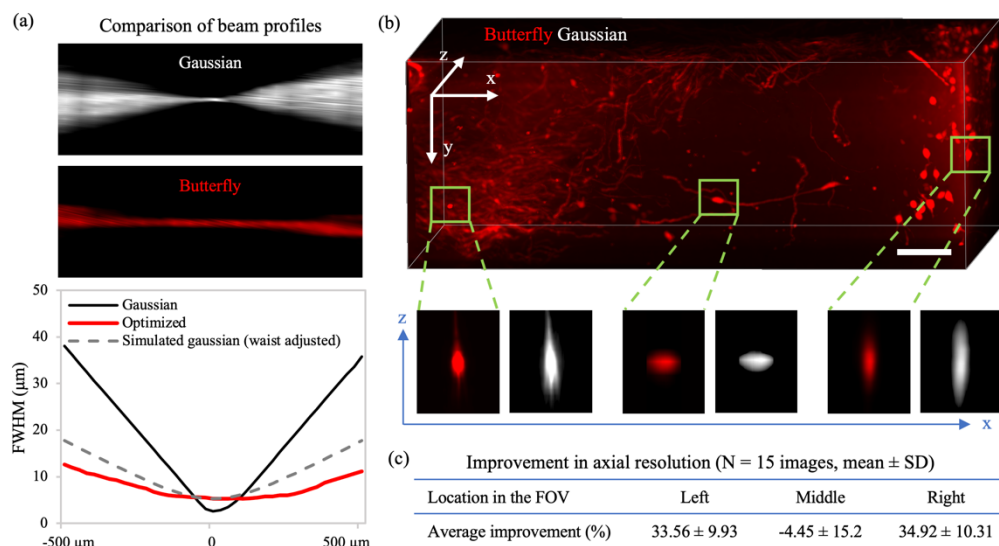 (a)
Comparison of beam profiles
Gaussian
Butterfly
50
40
30
20
10
0
FWHM (μm)
Gaussian
Optimized
Simulated gaussian (waist adjusted)
-500 μm 0 500 μm
(b)
Butterfly Gaussian
z
x
y
z
x
(c) Improvement in axial resolution (N = 15 images, mean ± SD)
Location in the FOV Left Middle Right
Average improvement (%) 33.56 ± 9.93 -4.45 ± 15.2 34.92 ± 10.31